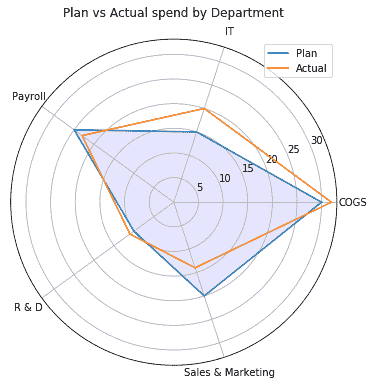 Plan vs Actual spend by Department
IT
Plan
Actual
Payroll
30
25
20
15
10
5
COGS
R & D
Sales & Marketing